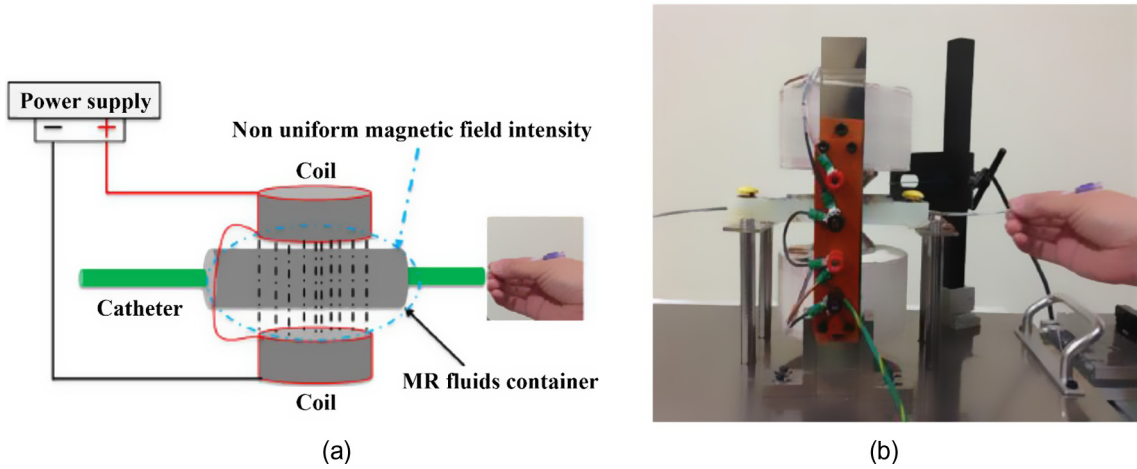 Power supply
− +
Non uniform magnetic field intensity
Coil
Catheter
MR fluids container
Coil
(a)
(b)